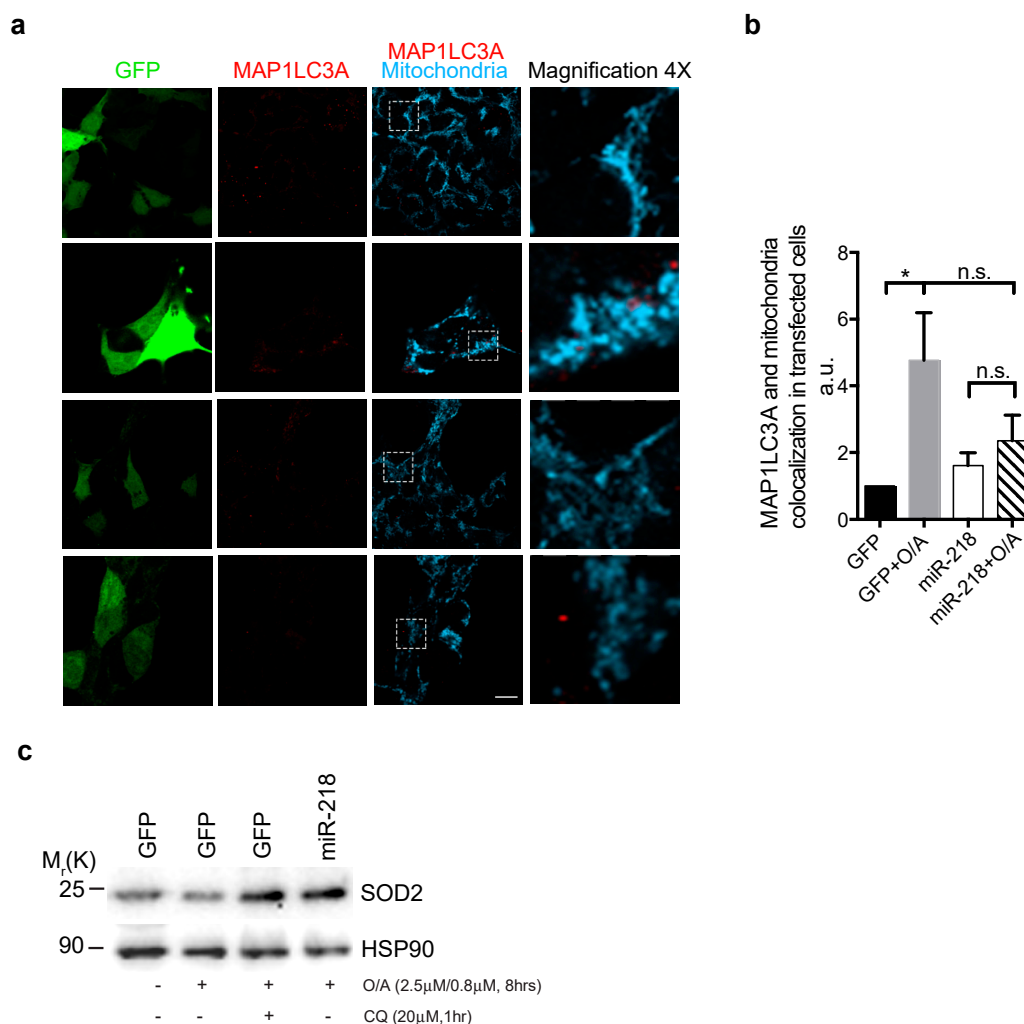 a
GFP
MAP1LC3A
MAP1LC3A
Mitochondria
Magnification 4X
b
MAP1LC3A and mitochondria
colocalization in transfected cells
a.u.
8
6
4
2
0
*
n.s.
n.s.
GFP
GFP+O/A
miR-218
miR-218+O/A
c
GFP
GFP
GFP
miR-218
Mr(K)
25
SOD2
90
HSP90
- + + + O/A (2.5μM/0.8μM, 8hrs)
- - + - CQ (20μM,1hr)